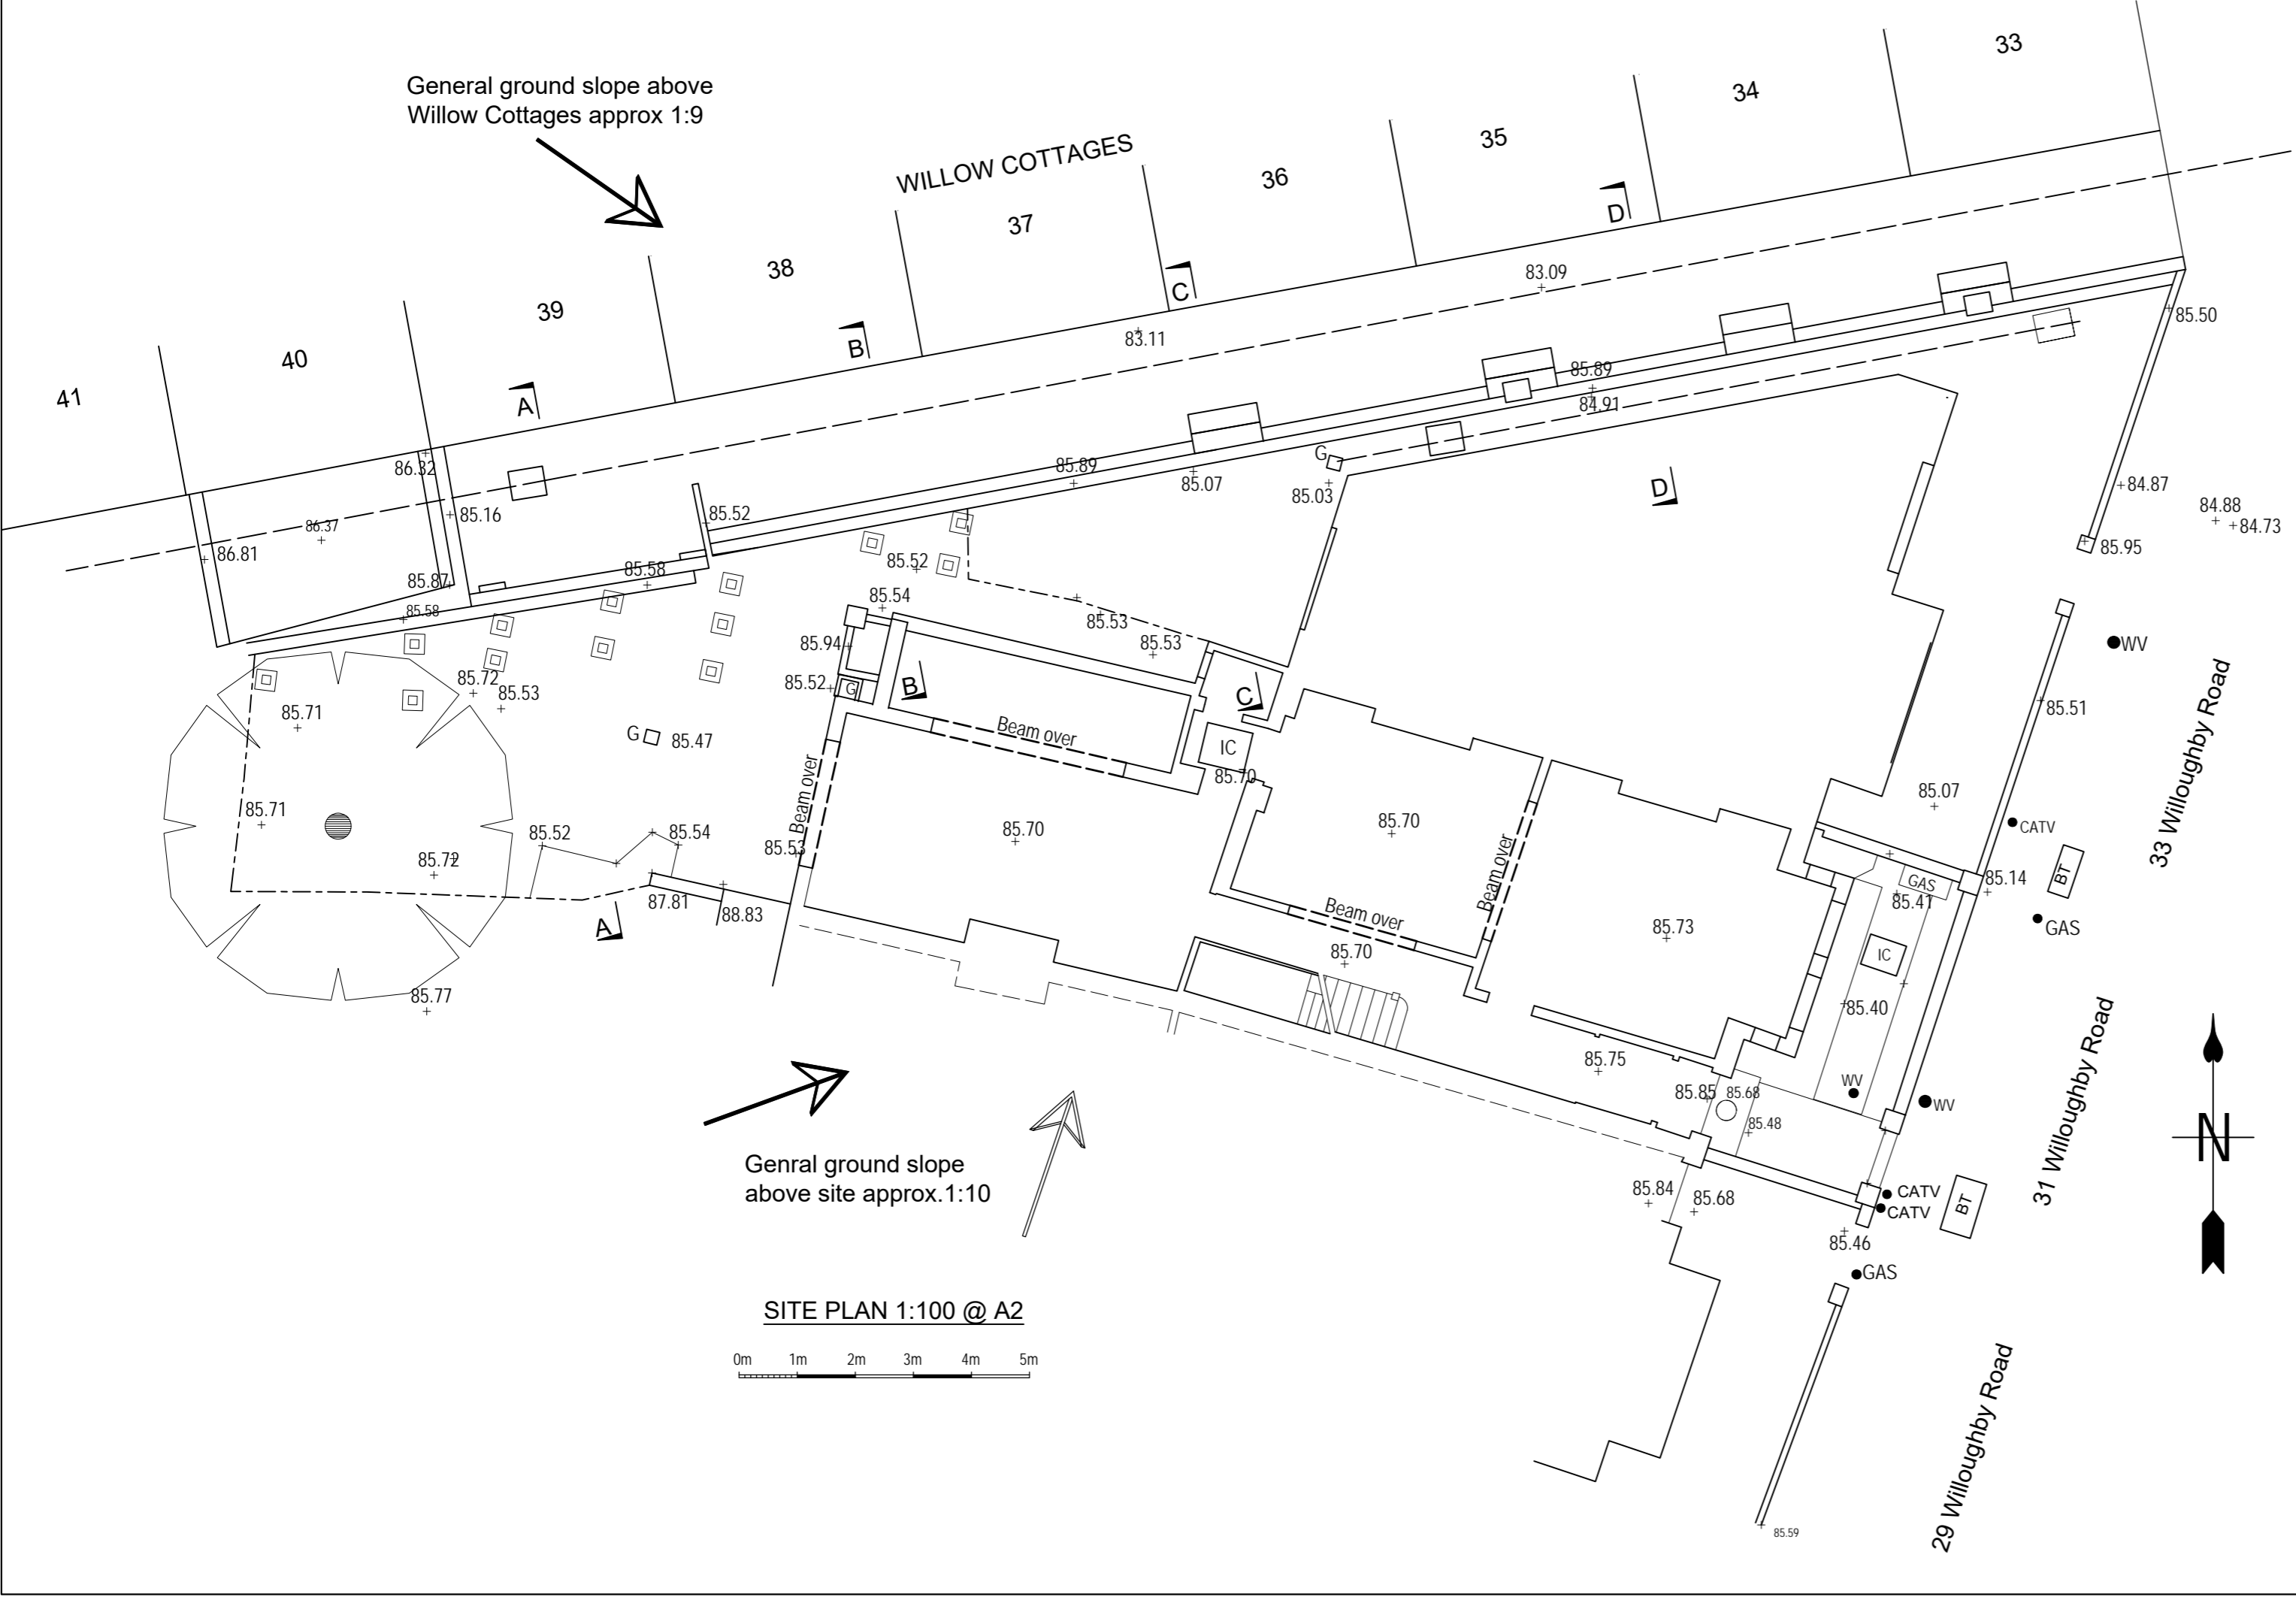 33
General ground slope above
Willow Cottages approx 1:9
34
35
WILLOW COTTAGES
36
37
D
38
83.09
C
39
85.50
83.11
B
40
85.89
41
A
84.91
G
86.32
85.89
85.07
85.03
D
84.87
84.88
84.73
85.16
85.52
86.37
86.81
85.95
85.52
85.58
85.87
85.54
85.58
85.53
85.53
85.94
WV
85.72
85.53
85.52
G
B
C
85.51
85.71
G
85.47
Beam over
IC
85.70
33 Willoughby Road
85.07
85.71
Beam over
85.52
85.54
85.53
85.70
85.70
CATV
85.72
Beam over
BT
85.14
GAS
85.41
87.81
88.83
A
Beam over
85.73
GAS
85.70
IC
85.77
85.40
85.75
WV
WV
85.85
85.68
85.48
31 Willoughby Road
N
Genral ground slope
above site approx.1:10
85.84
85.68
CATV
CATV
BT
85.46
GAS
SITE PLAN 1:100 @ A2
0m 1m 2m 3m 4m 5m
29 Willoughby Road
85.59